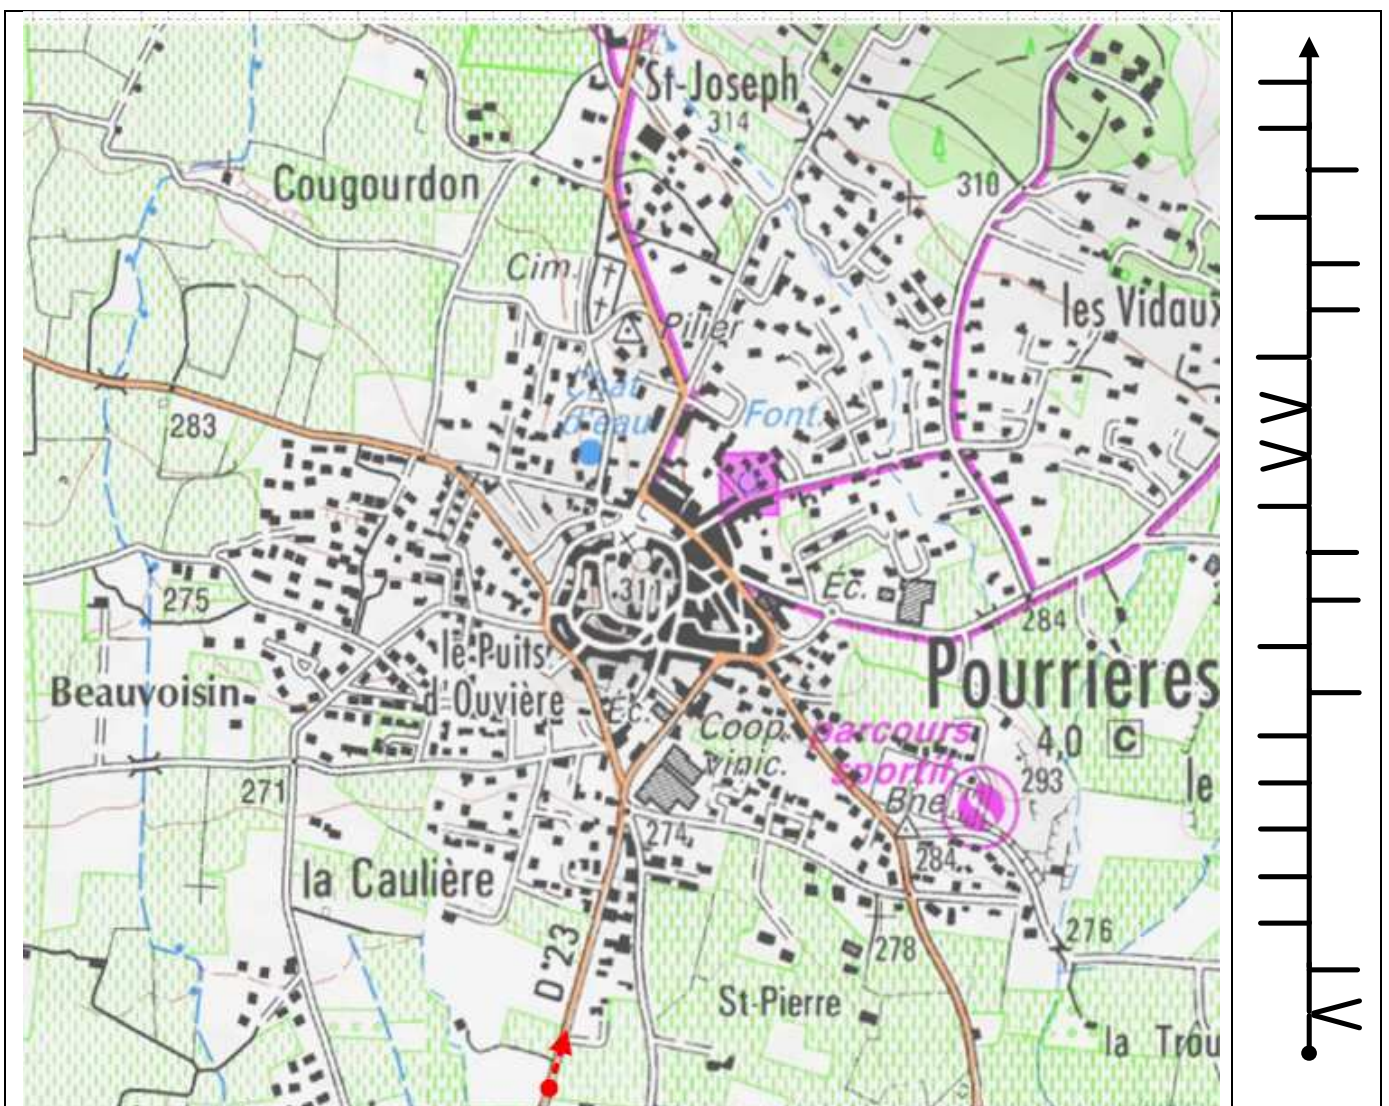 St-Joseph
314
Cougourdon
310
Cim.
les Vidaux
Pilier
Chât
d'eau
Font.
283
311
Éc.
275
284
le Puits
d'Ouvière
Pourrières
Beauvoisin
Éc.
Coop.
vinic.
parcours
sportif
4,0 C
293
le
271
Bne
274
284
la Caulière
D 23
276
278
St-Pierre
la Trou